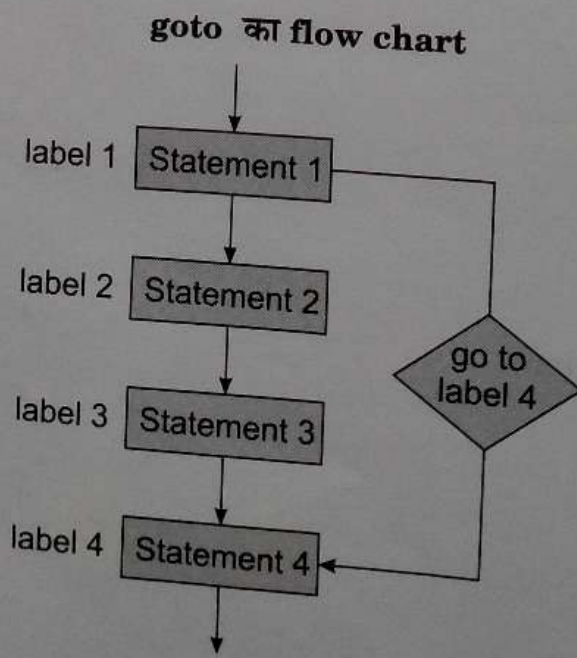 goto का flow chart
label 1 Statement 1
label 2 Statement 2
go to
label 4
label 3 Statement 3
label 4 Statement 4